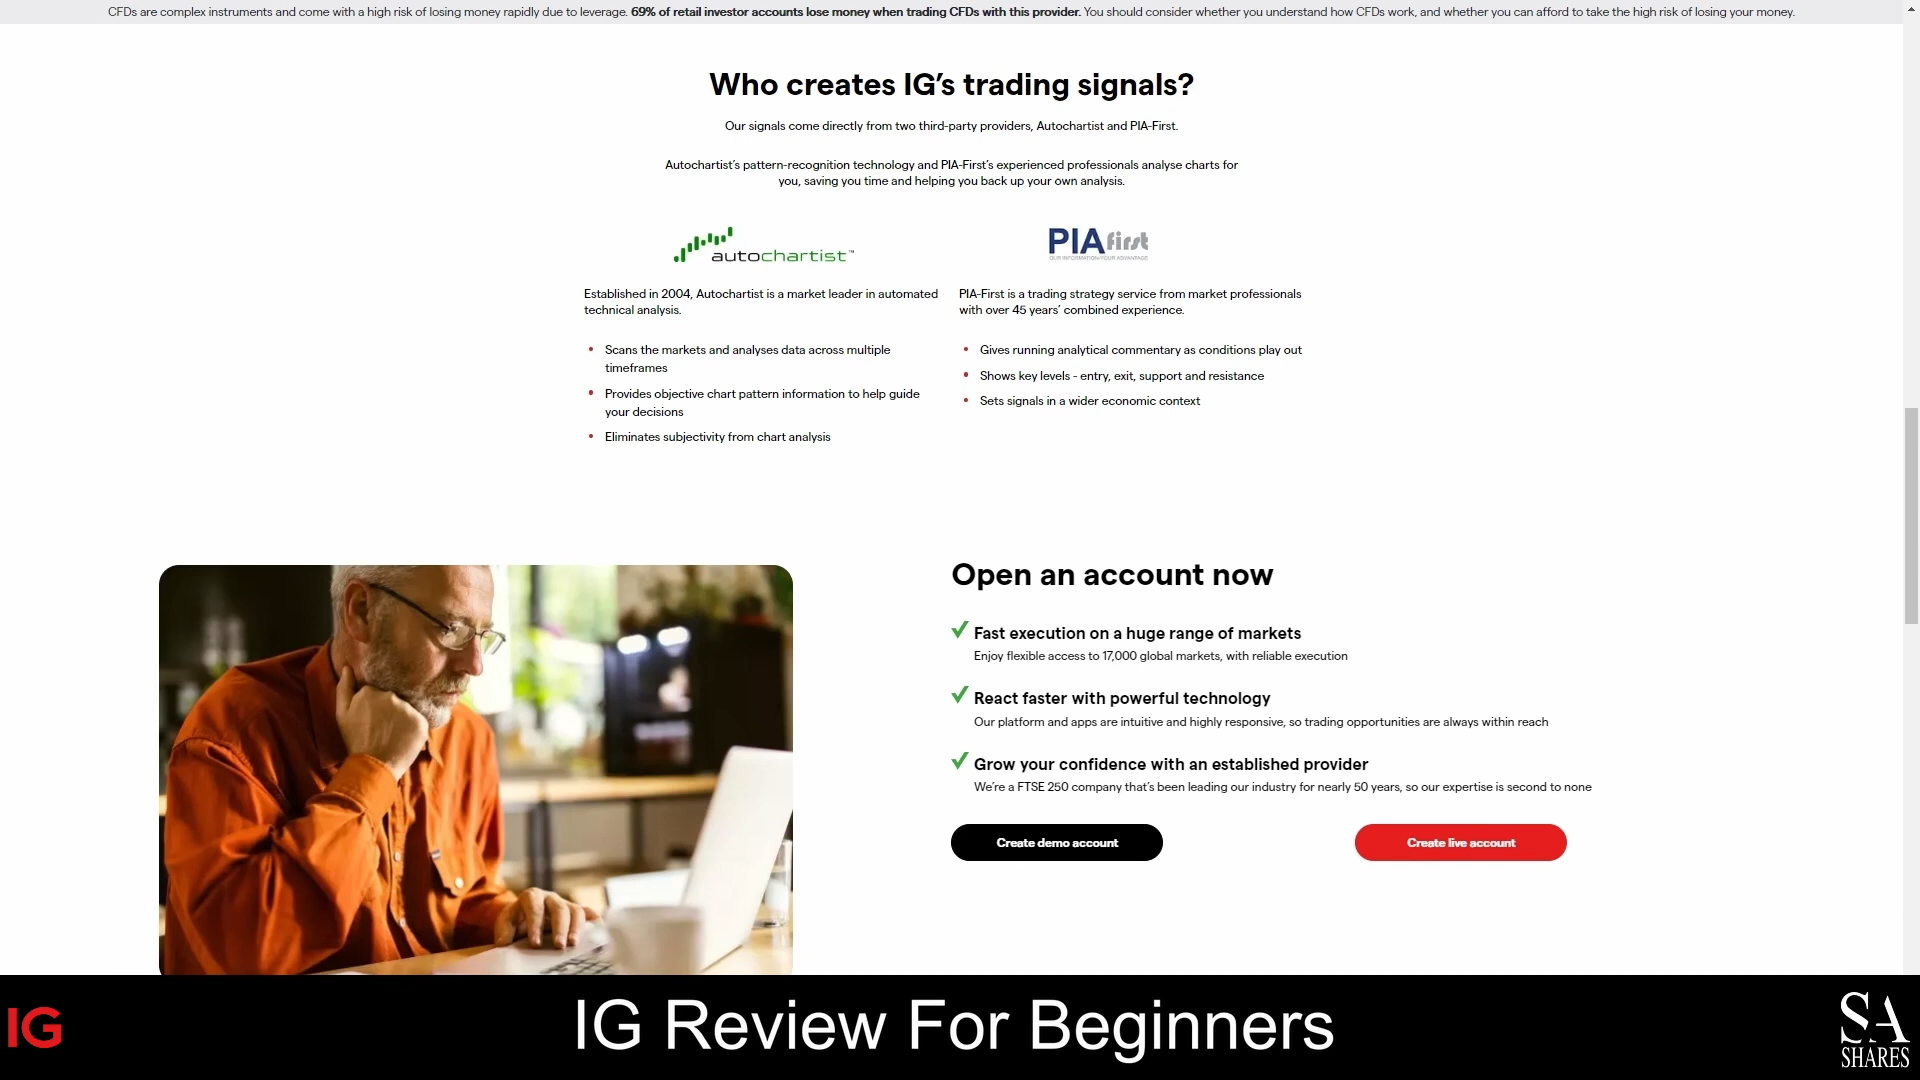 CFDs are complex instruments and come with a high risk of losing money rapidly due to leverage. 69% of retail investor accounts lose money when trading CFDs with this provider. You should consider whether you understand how CFDs work, and whether you can afford to take the high risk of losing your money.
Who creates IG’s trading signals?
Our signals come directly from two third-party providers, Autochartist and PIA-First.
Autochartist’s pattern-recognition technology and PIA-First’s experienced professionals analyse charts for
you, saving you time and helping you back up your own analysis.
autochartist™
Established in 2004, Autochartist is a market leader in automated
technical analysis.
• Scans the markets and analyses data across multiple
timeframes
• Provides objective chart pattern information to help guide
your decisions
• Eliminates subjectivity from chart analysis
PIA first
OUR INFORMATION YOUR ADVANTAGE
PIA-First is a trading strategy service from market professionals
with over 45 years’ combined experience.
• Gives running analytical commentary as conditions play out
• Shows key levels - entry, exit, support and resistance
• Sets signals in a wider economic context
Open an account now
Fast execution on a huge range of markets
Enjoy flexible access to 17,000 global markets, with reliable execution
React faster with powerful technology
Our platform and apps are intuitive and highly responsive, so trading opportunities are always within reach
Grow your confidence with an established provider
We’re a FTSE 250 company that’s been leading our industry for nearly 50 years, so our expertise is second to none
Create demo account
Create live account
IG
IG Review For Beginners
SA
SHARES